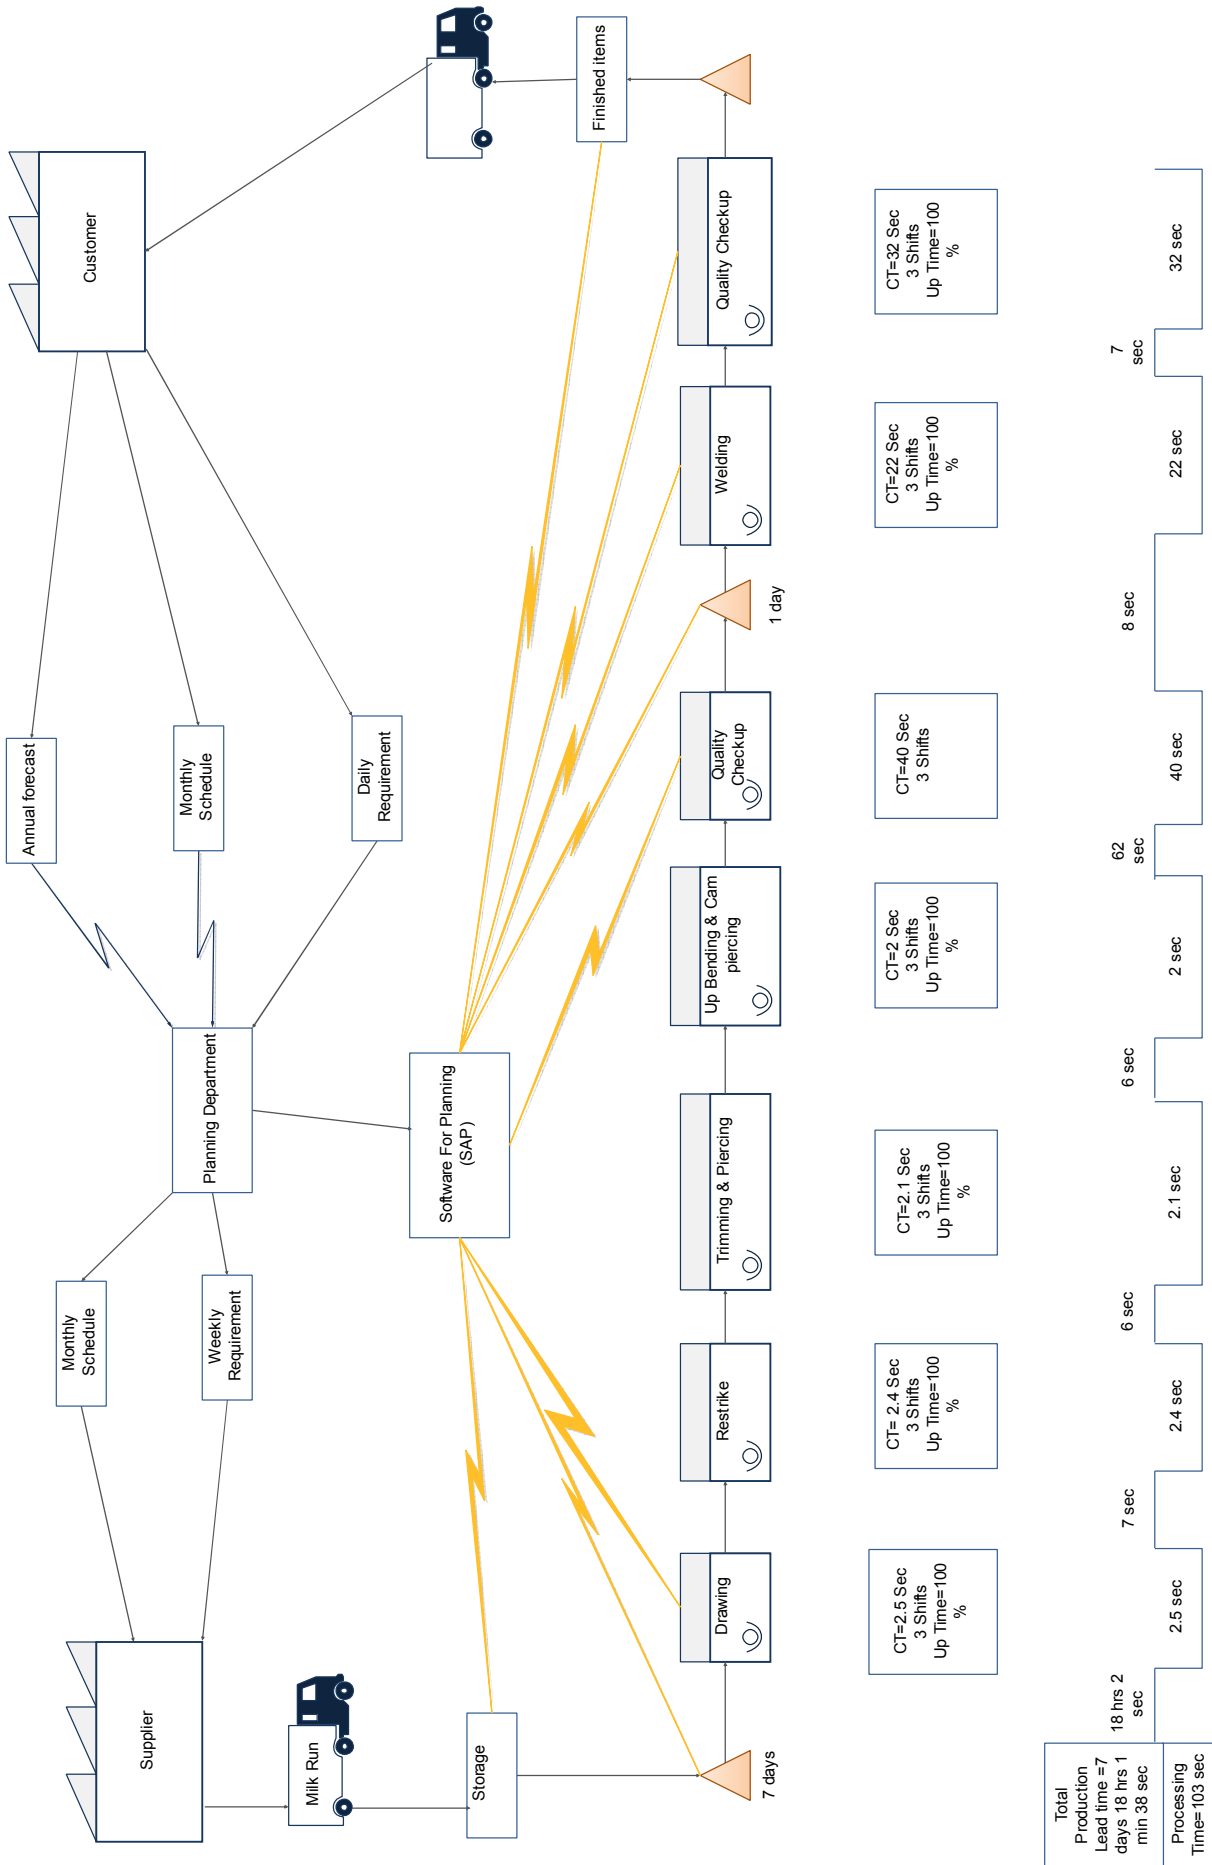 Supplier
Monthly
Schedule
Weekly
Requirement
Planning Department
Annual forecast
Monthly
Schedule
Daily
Requirement
Customer
Milk Run
Storage
Software For Planning
(SAP)
Finished items
7 days
Drawing
Restrike
Trimming & Piercing
Up Bending & Cam
piercing
Quality
Checkup
1 day
Welding
Quality Checkup
CT=2.5 Sec
3 Shifts
Up Time=100
%
CT= 2.4 Sec
3 Shifts
Up Time=100
%
CT=2.1 Sec
3 Shifts
Up Time=100
%
CT=2 Sec
3 Shifts
Up Time=100
%
CT=40 Sec
3 Shifts
CT=22 Sec
3 Shifts
Up Time=100
%
CT=32 Sec
3 Shifts
Up Time=100
%
Total
Production
Lead time =7
days 18 hrs 1
min 38 sec
Processing
Time=103 sec
18 hrs 2
sec
2.5 sec
7 sec
2.4 sec
6 sec
2.1 sec
6 sec
2 sec
62
sec
40 sec
8 sec
22 sec
7
sec
32 sec